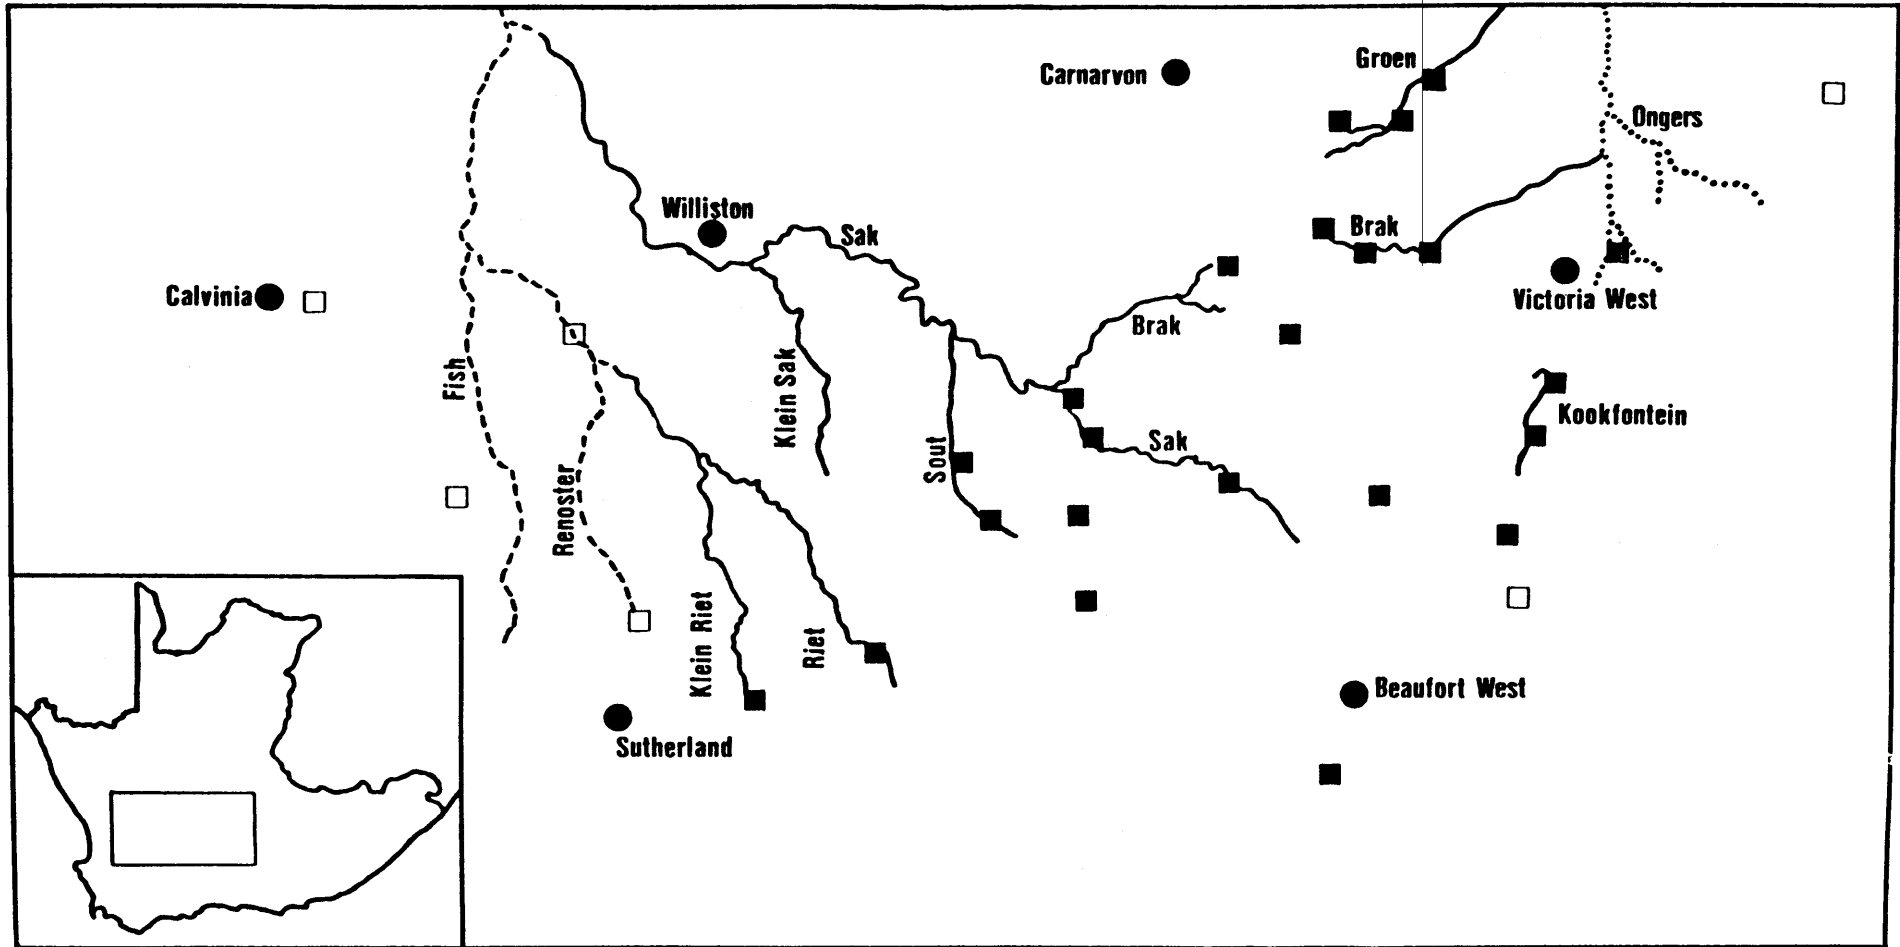 Groen
Carnarvon
Ongers
Williston
Sak
Brak
Calvinia
Victoria West
Brak
Fish
Klein Sak
Kookfontein
Sak
Sout
Renoster
Klein Riet
Riet
Beaufort West
Sutherland